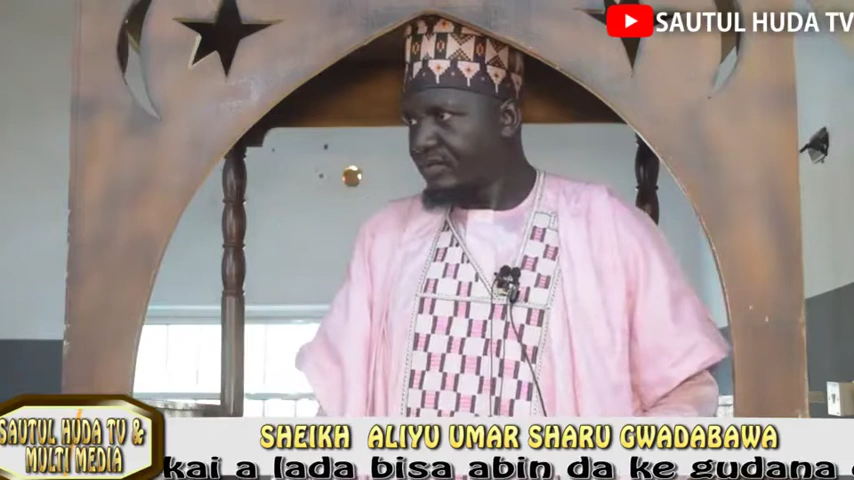 SAUTUL HUDA TV
SHEIKH ALIYU UMAR SHARU GWADABAWA
SAUTUL HUDA TV &
MULTI MEDIA
kai a lada bisa abin da ke gudana